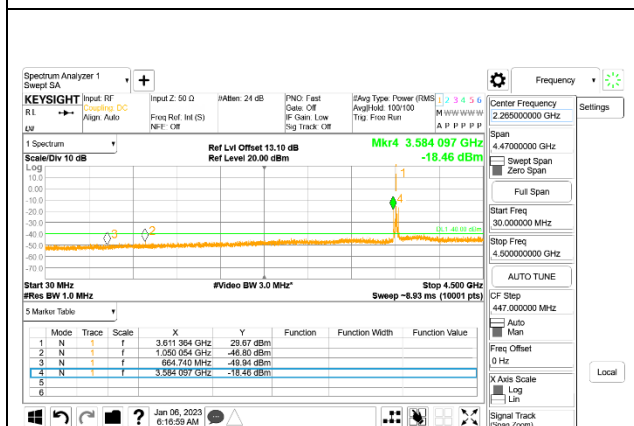 Spectrum Analyzer 1
Swept SA
+
Frequency
KEYSIGHT Input: RF
R L
Coupling: DC
Align: Auto
Input Z: 50 Ω
Freq Ref: Int (S)
NFE: Off
#Atten: 24 dB
PNO: Fast
Gate: Off
IF Gain: Low
Sig Track: Off
#Avg Type: Power (RMS)
Avg|Hold: 100/100
Trig: Free Run
1 2 3 4 5 6
M W W W W W
A P P P P P
1 Spectrum
Scale/Div 10 dB
Ref Lvl Offset 13.10 dB
Ref Level 20.00 dBm
Mkr4 3.584 097 GHz
-18.46 dBm
Log
10.0
0.00
-10.0
-20.0
-30.0
-40.0
-50.0
-60.0
-70.0
1
2
3
4
Start 30 MHz
#Res BW 1.0 MHz
#Video BW 3.0 MHz*
Stop 4.500 GHz
Sweep ~8.93 ms (10001 pts)
5 Marker Table
Mode Trace Scale X Y Function Function Width Function Value
1 N 1 f 3.611 364 GHz 29.67 dBm
2 N 1 f 1.050 054 GHz -46.80 dBm
3 N 1 f 664.740 MHz -49.94 dBm
4 N 1 f 3.584 097 GHz -18.46 dBm
5
6
Jan 06, 2023
6:16:59 AM
Center Frequency
2.265000000 GHz
Settings
Span
4.47000000 GHz
Swept Span
Zero Span
Full Span
Start Freq
30.000000 MHz
Stop Freq
4.500000000 GHz
AUTO TUNE
CF Step
447.000000 MHz
Auto
Man
Freq Offset
0 Hz
X Axis Scale
Log
Lin
Local
Signal Track
(Span Zoom)